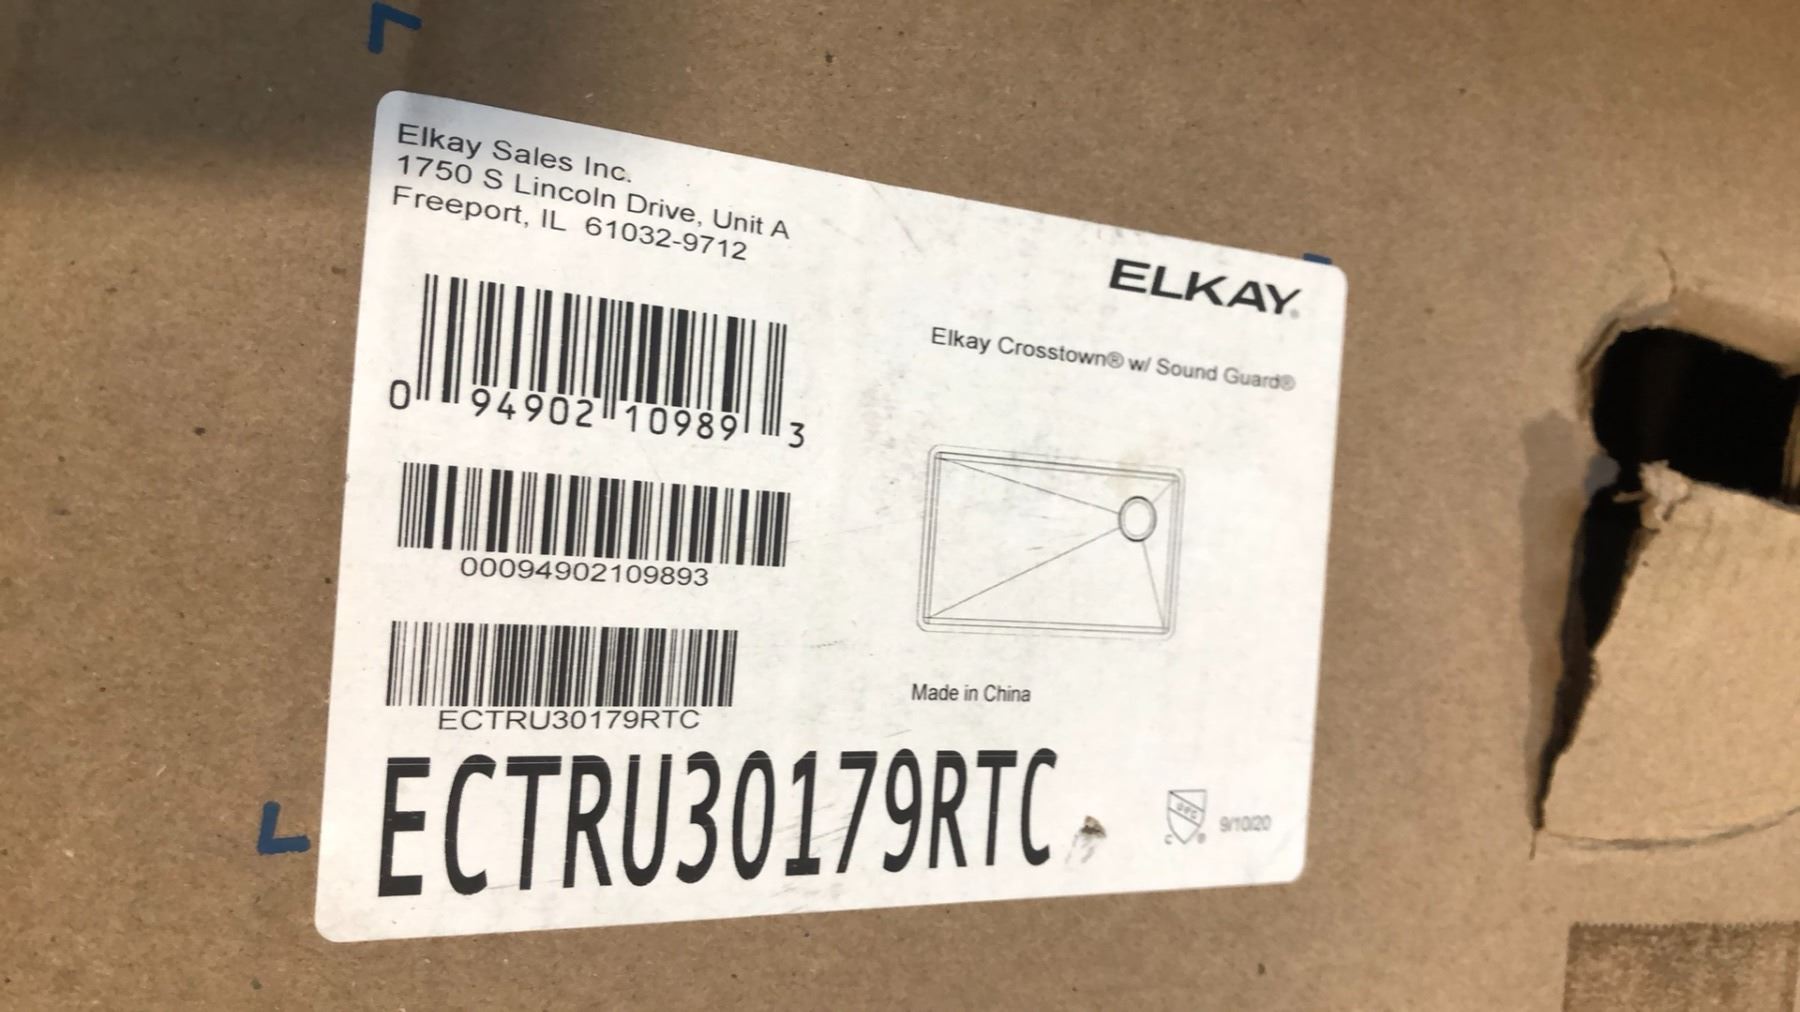 Elkay Sales Inc.
1750 S Lincoln Drive, Unit A
Freeport, IL 61032-9712
ELKAY®
Elkay Crosstown® w/ Sound Guard®
0 94902 10989 3
00094902109893
ECTRU30179RTC
Made in China
ECTRU30179RTC
UPC
c ®
9/10/20